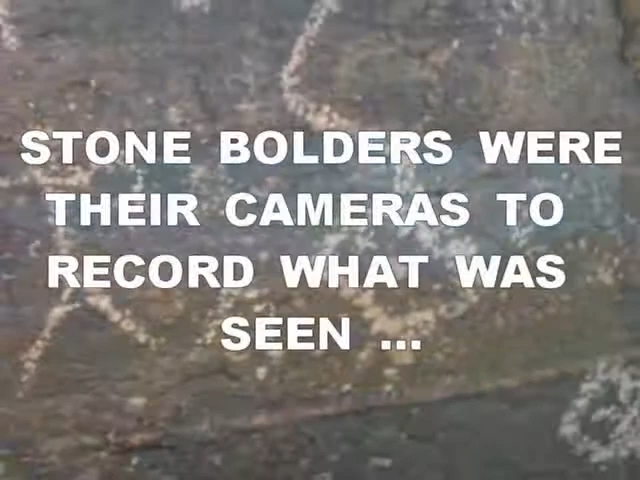 STONE BOLDERS WERE
THEIR CAMERAS TO
RECORD WHAT WAS
SEEN ...